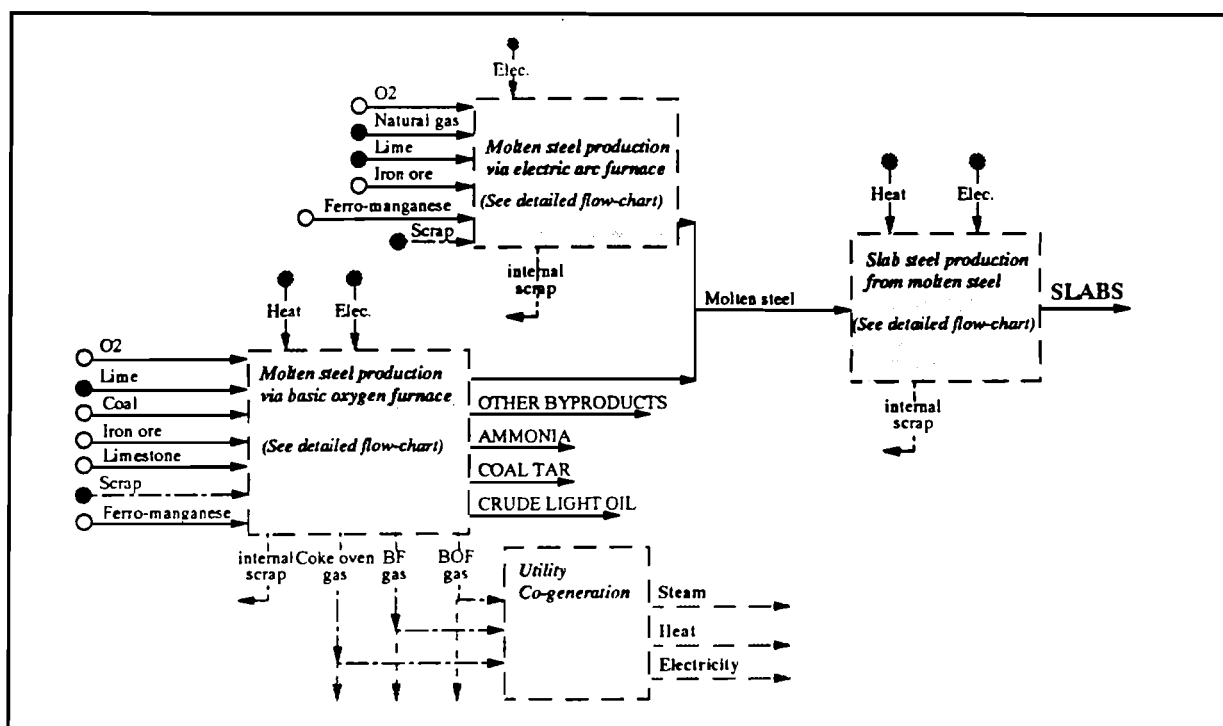 Elec.
O2
Natural gas
Lime
Iron ore
Ferro-manganese
Scrap
Molten steel production
via electric arc furnace
(See detailed flow-chart)
internal
scrap
Heat
Elec.
O2
Lime
Coal
Iron ore
Limestone
Scrap
Ferro-manganese
Molten steel production
via basic oxygen furnace
(See detailed flow-chart)
OTHER BYPRODUCTS
AMMONIA
COAL TAR
CRUDE LIGHT OIL
Molten steel
Heat
Elec.
Slab steel production
from molten steel
(See detailed flow-chart)
SLABS
internal
scrap
internal
scrap
Coke oven
gas
BF
gas
BOF
gas
Utility
Co-generation
Steam
Heat
Electricity